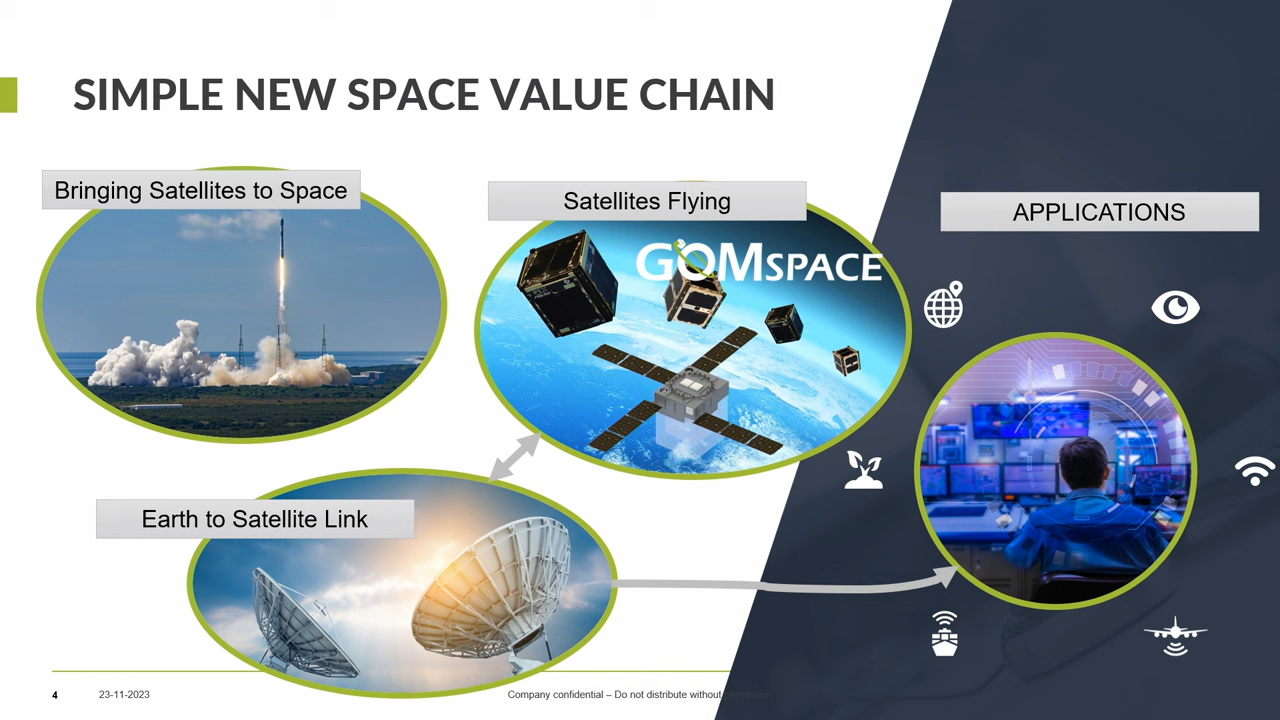 SIMPLE NEW SPACE VALUE CHAIN
Bringing Satellites to Space
Satellites Flying
GOMSPACE
APPLICATIONS
Earth to Satellite Link
4
23-11-2023
Company confidential – Do not distribute without permission